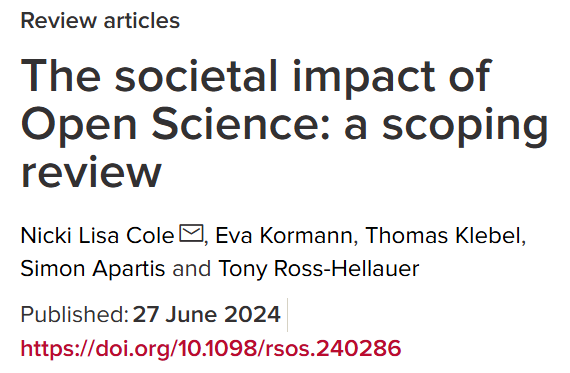 Review articles
The societal impact of
Open Science: a scoping
review
Nicki Lisa Cole, Eva Kormann, Thomas Klebel,
Simon Apartis and Tony Ross-Hellauer
Published: 27 June 2024
https://doi.org/10.1098/rsos.240286